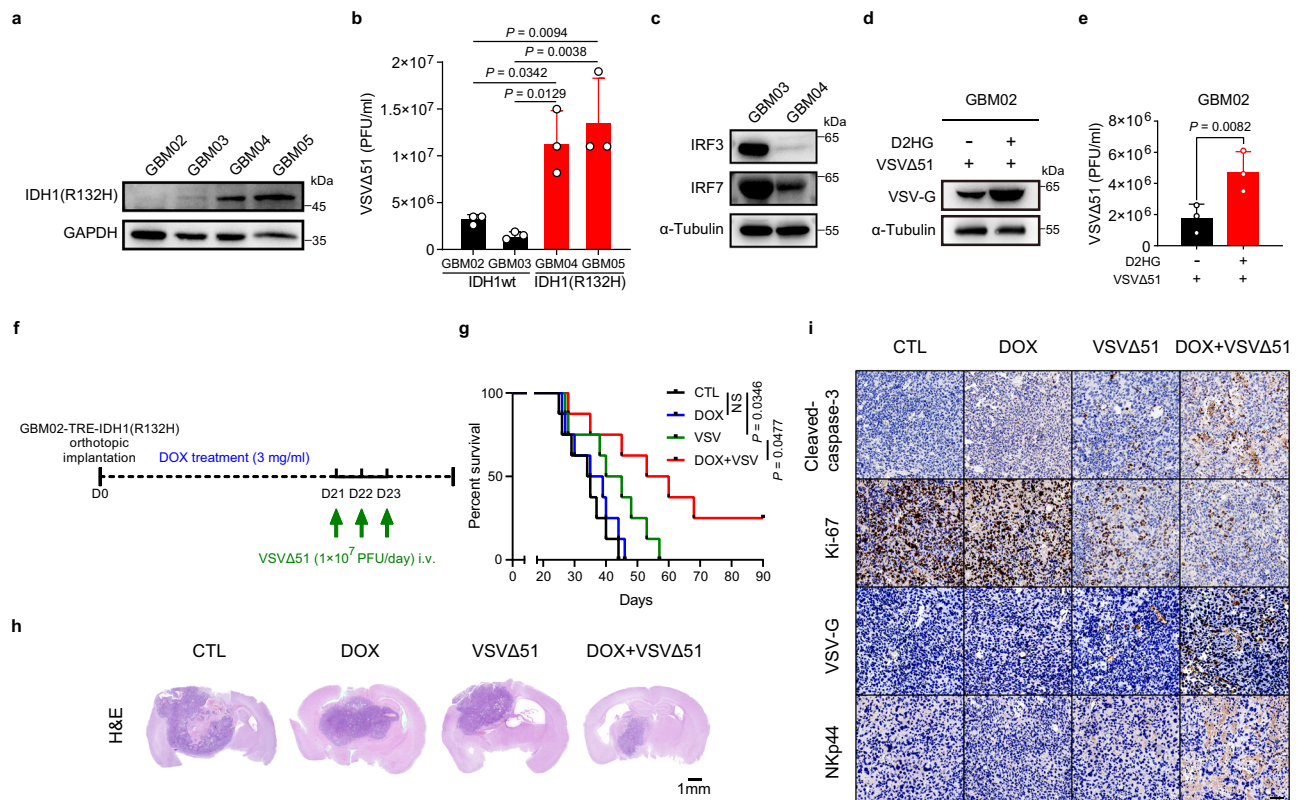 a
GBM02
GBM03
GBM04
GBM05
kDa
IDH1(R132H)
45
GAPDH
35
b
P = 0.0094
P = 0.0038
P = 0.0342
P = 0.0129
2×10⁷
1.5×10⁷
1×10⁷
5×10⁶
0
VSVΔ51 (PFU/ml)
GBM02 GBM03 GBM04 GBM05
IDH1wt IDH1(R132H)
c
GBM03
GBM04
kDa
IRF3
65
IRF7
65
α-Tubulin
55
d
GBM02
D2HG - +
VSVΔ51 + + kDa
VSV-G
65
α-Tubulin
55
e
GBM02
P = 0.0082
8×10⁶
6×10⁶
4×10⁶
2×10⁶
0
VSVΔ51 (PFU/ml)
D2HG - +
VSVΔ51 + +
f
GBM02-TRE-IDH1(R132H)
orthotopic
implantation
DOX treatment (3 mg/ml)
D0
D21 D22 D23
VSVΔ51 (1×10⁷ PFU/day) i.v.
g
100
50
0
Percent survival
0 20 30 40 50 60 70 80 90
Days
CTL
DOX
VSV
DOX+VSV
NS
P = 0.0346
P = 0.0477
h
CTL DOX VSVΔ51 DOX+VSVΔ51
H&E
1mm
i
CTL DOX VSVΔ51 DOX+VSVΔ51
Cleaved-
caspase-3
Ki-67
VSV-G
NKp44